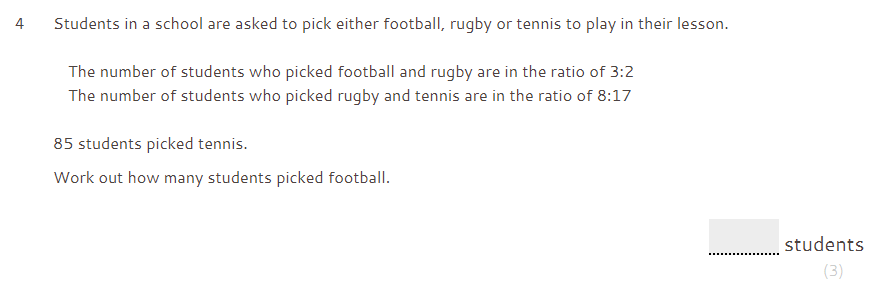 4 Students in a school are asked to pick either football, rugby or tennis to play in their lesson.
The number of students who picked football and rugby are in the ratio of 3:2
The number of students who picked rugby and tennis are in the ratio of 8:17
85 students picked tennis.
Work out how many students picked football.
students
(3)